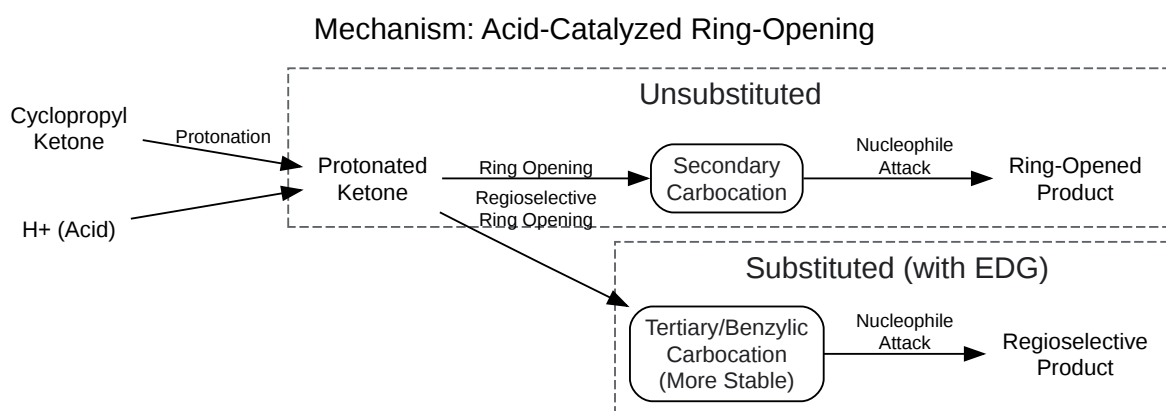 Mechanism: Acid-Catalyzed Ring-Opening
Unsubstituted
Cyclopropyl
Ketone
Protonation
H+ (Acid)
Protonated
Ketone
Ring Opening
Regioselective
Ring Opening
Secondary
Carbocation
Nucleophile
Attack
Ring-Opened
Product
Substituted (with EDG)
Tertiary/Benzylic
Carbocation
(More Stable)
Nucleophile
Attack
Regioselective
Product